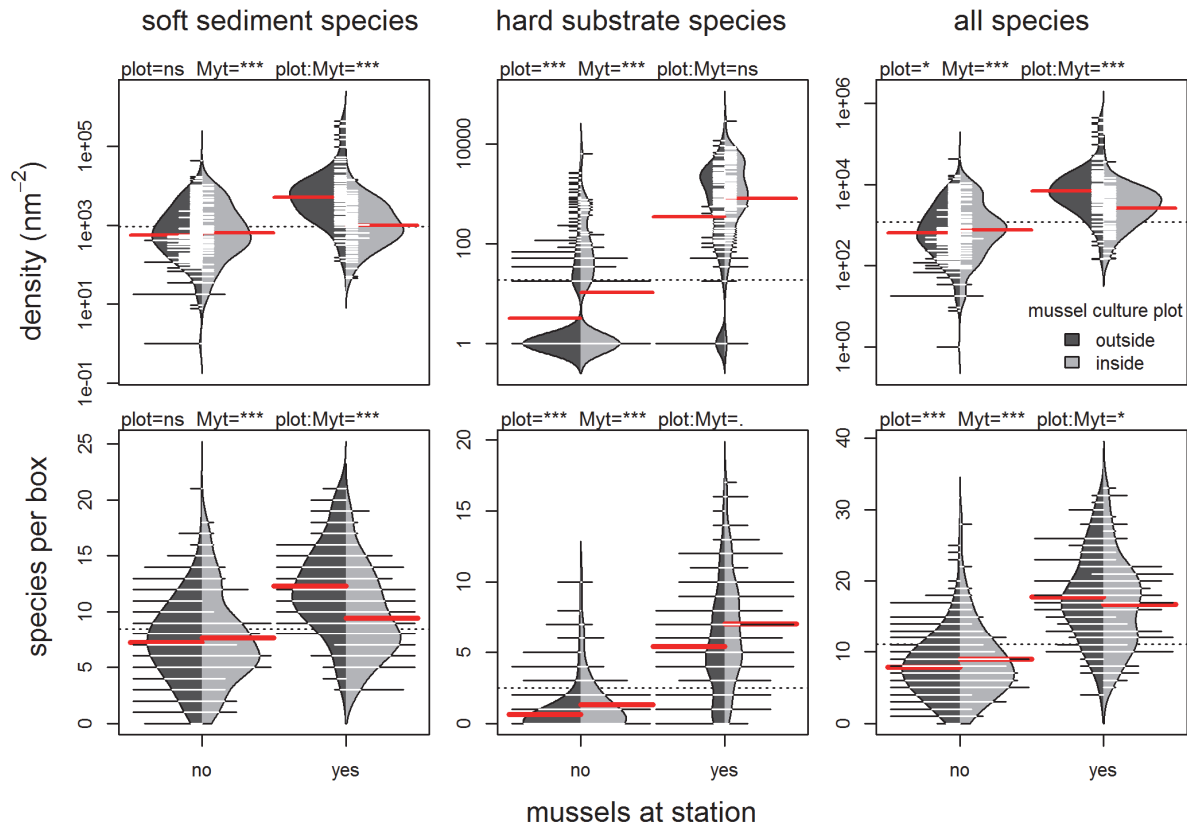 soft sediment species hard substrate species all species
plot=ns Myt=*** plot:Myt=*** plot=*** Myt=*** plot:Myt=ns plot=* Myt=*** plot:Myt=***
density (nm−2)
1e+05
1e+03
1e+01
1e-01
10000
100
1
1e+06
1e+04
1e+02
1e+00
mussel culture plot
outside
inside
plot=ns Myt=*** plot:Myt=*** plot=*** Myt=*** plot:Myt=. plot=*** Myt=*** plot:Myt=*
species per box
25
20
15
10
5
0
20
15
10
5
0
40
30
20
10
0
no yes no yes no yes
mussels at station